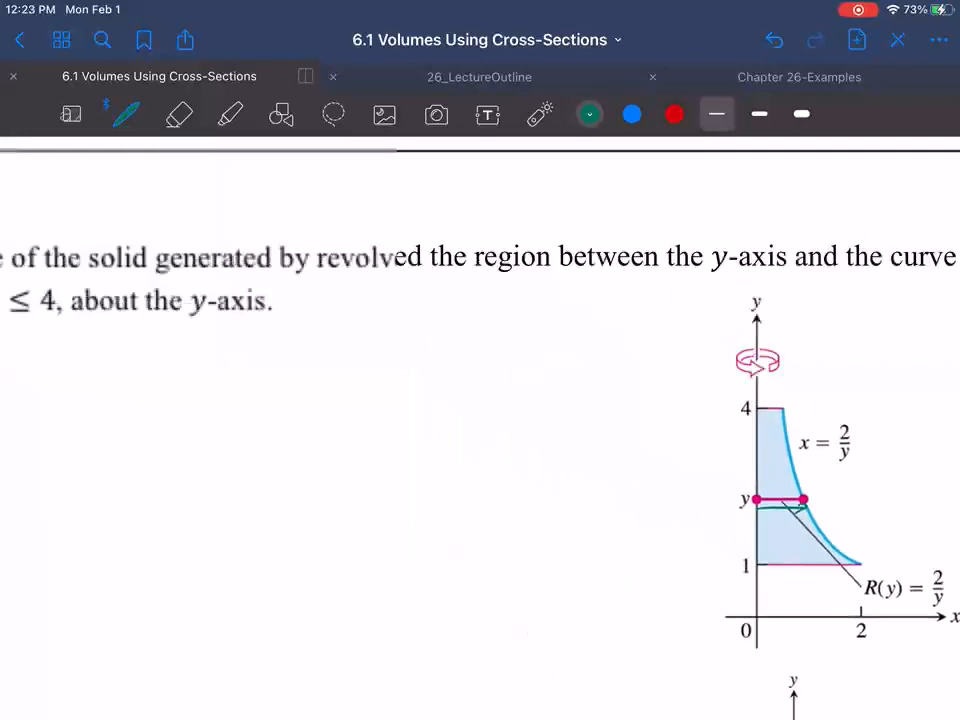 12:23 PM Mon Feb 1
73%
6.1 Volumes Using Cross-Sections
6.1 Volumes Using Cross-Sections
26_LectureOutline
Chapter 26-Examples
T
of the solid generated by revolved the region between the y-axis and the curve
≤ 4, about the y-axis.
y
4
x = 2/y
y
1
R(y) = 2/y
0
2
x
y